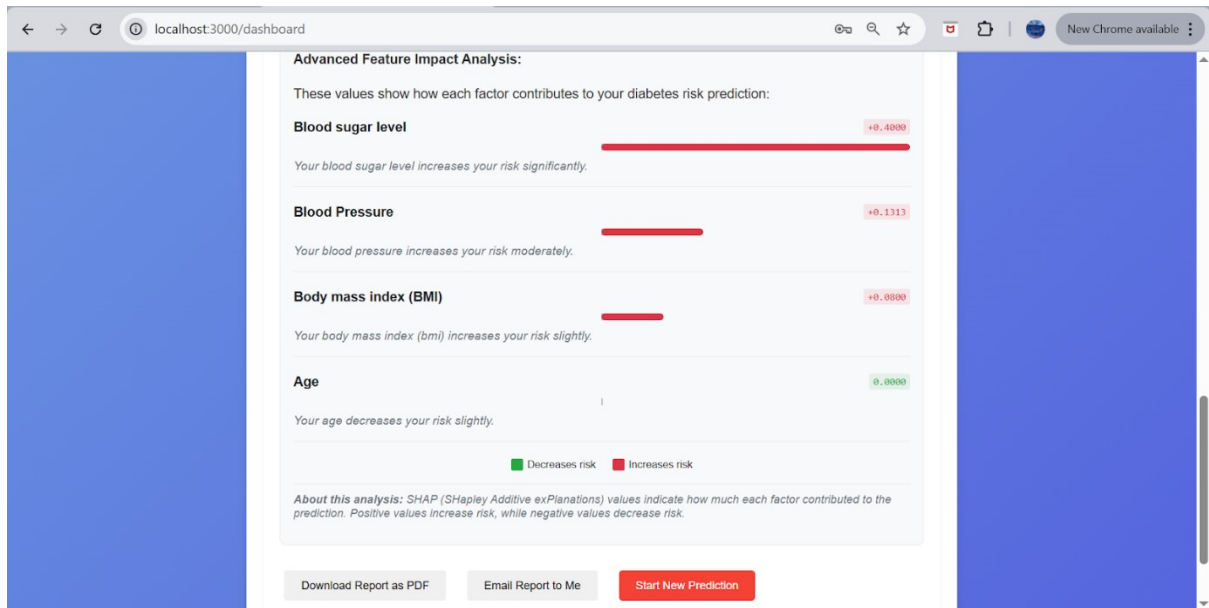 localhost:3000/dashboard
New Chrome available
Advanced Feature Impact Analysis:
These values show how each factor contributes to your diabetes risk prediction:
Blood sugar level
+0.4000
Your blood sugar level increases your risk significantly.
Blood Pressure
+0.1313
Your blood pressure increases your risk moderately.
Body mass index (BMI)
+0.0800
Your body mass index (bmi) increases your risk slightly.
Age
0.0000
Your age decreases your risk slightly.
Decreases risk
Increases risk
About this analysis: SHAP (SHapley Additive exPlanations) values indicate how much each factor contributed to the
prediction. Positive values increase risk, while negative values decrease risk.
Download Report as PDF
Email Report to Me
Start New Prediction